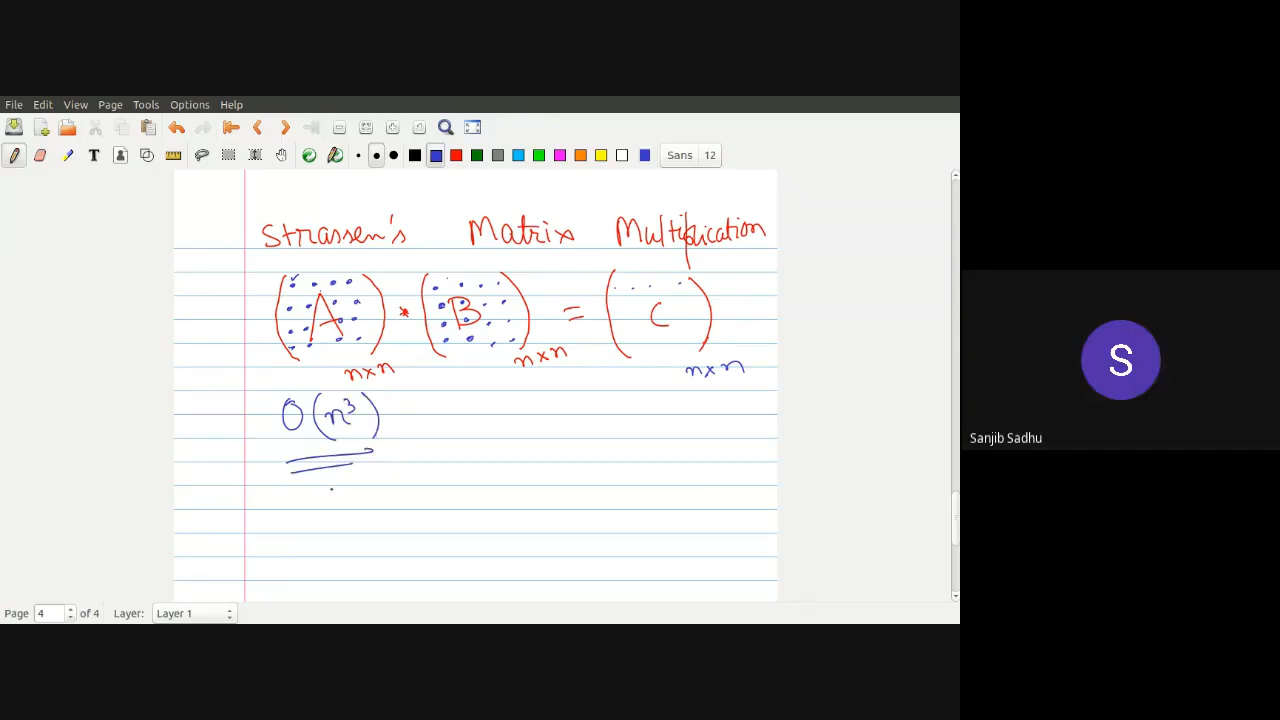 File Edit View Page Tools Options Help
Sans 12
Strassen's Matrix Multiplication
( A ) * ( B ) = ( C )
n×n n×n n×n
O(n³)
S
Sanjib Sadhu
Page 4 of 4 Layer: Layer 1